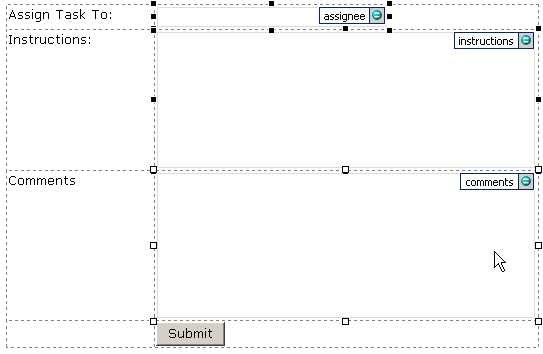 Assign Task To:
assignee
Instructions:
instructions
Comments
comments
Submit